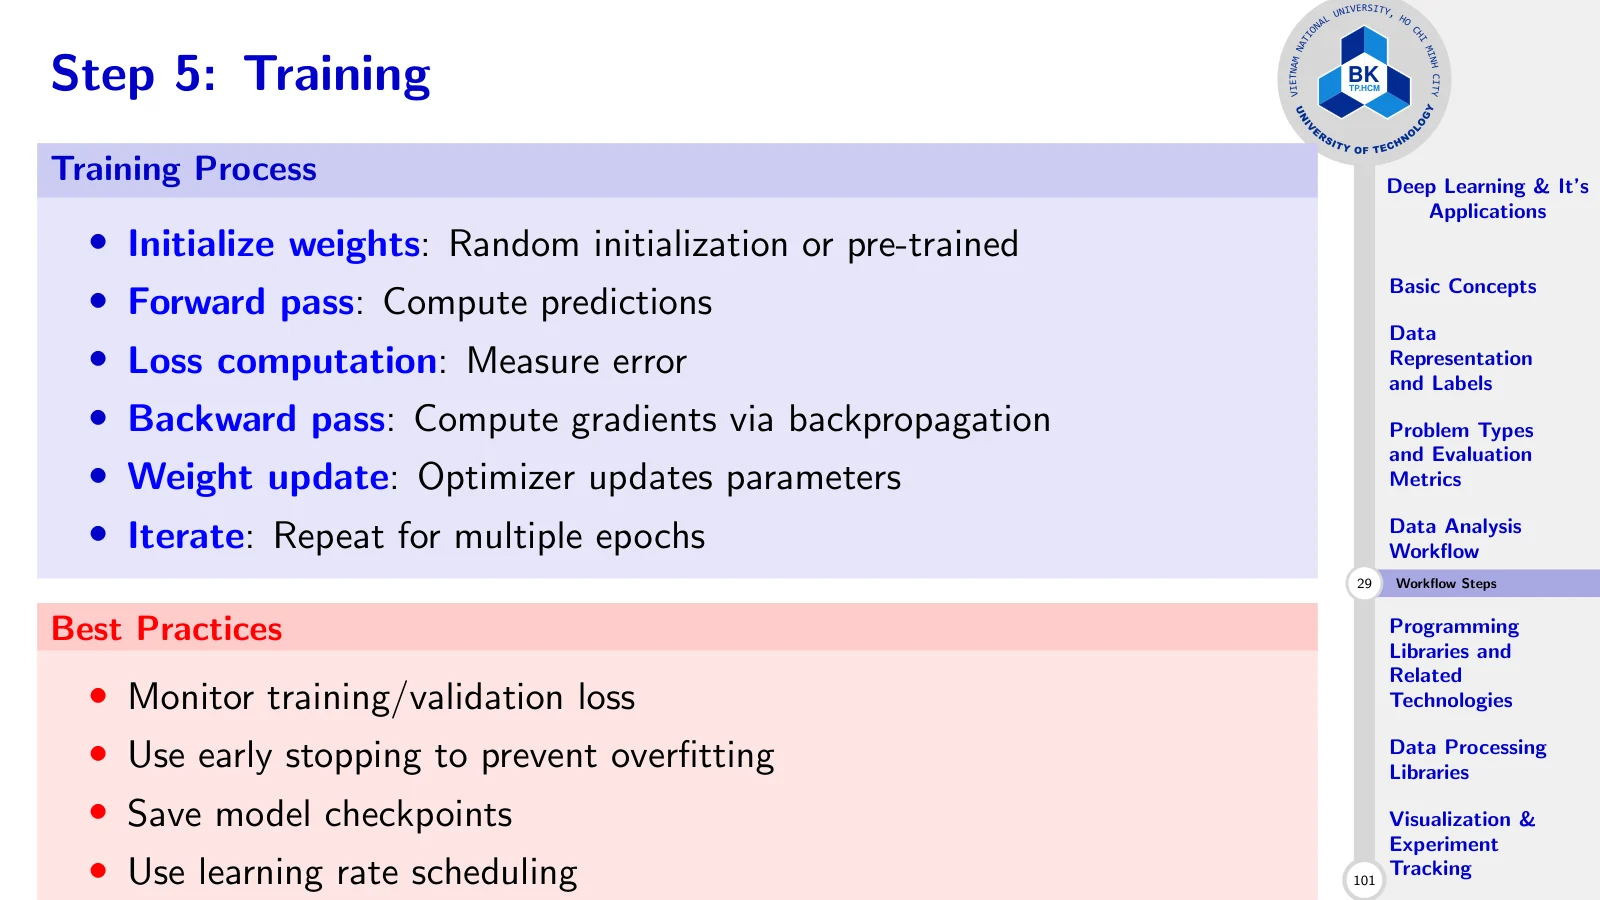 Step 5: Training
Training Process
• Initialize weights: Random initialization or pre-trained
• Forward pass: Compute predictions
• Loss computation: Measure error
• Backward pass: Compute gradients via backpropagation
• Weight update: Optimizer updates parameters
• Iterate: Repeat for multiple epochs
Best Practices
• Monitor training/validation loss
• Use early stopping to prevent overfitting
• Save model checkpoints
• Use learning rate scheduling
VIETNAM NATIONAL UNIVERSITY, HO CHI MINH CITY
BK
TP.HCM
UNIVERSITY OF TECHNOLOGY
Deep Learning & It's
Applications
Basic Concepts
Data
Representation
and Labels
Problem Types
and Evaluation
Metrics
Data Analysis
Workflow
29 Workflow Steps
Programming
Libraries and
Related
Technologies
Data Processing
Libraries
Visualization &
Experiment
Tracking
101